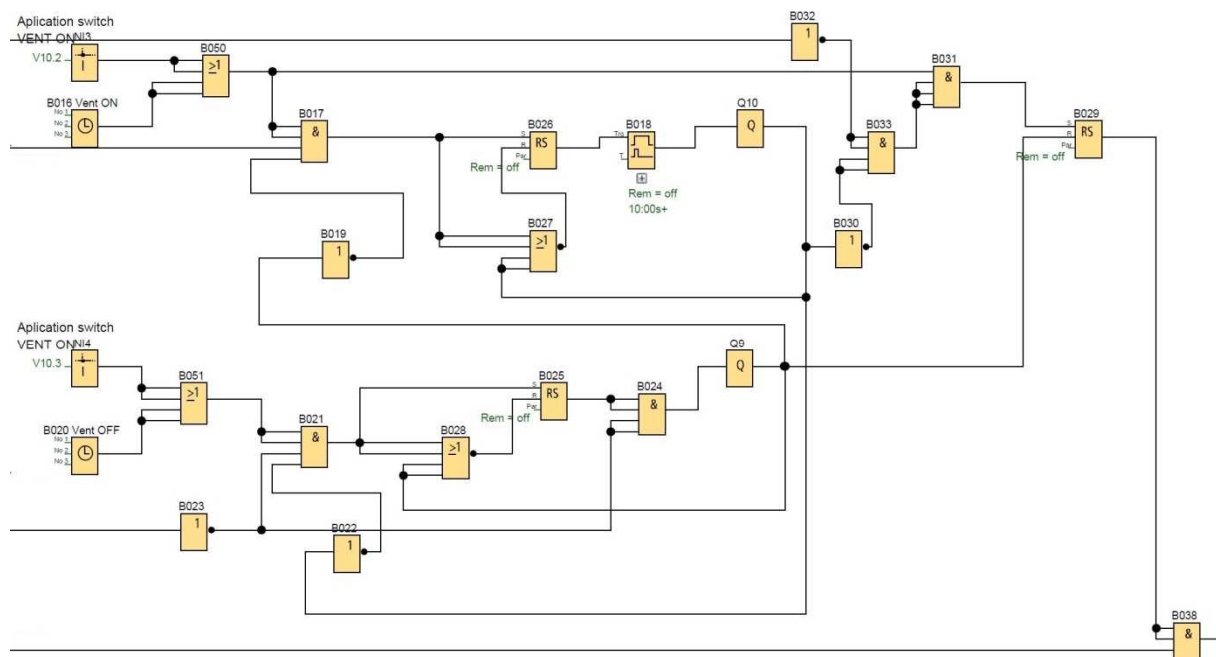 Aplication switch
VENT ON NI3
V10.2
I
B050
≥1
B016 Vent ON
No 1
No 2
No 3
B017
&
B026
S
R
Par
RS
Rem = off
B018
Trg
T
Rem = off
10:00s+
Q10
Q
B032
1
B031
&
B033
&
B029
S
R
Par
RS
Rem = off
B027
≥1
B019
1
B030
1
Aplication switch
VENT ON NI4
V10.3
I
B051
≥1
B020 Vent OFF
No 1
No 2
No 3
B021
&
B025
S
R
Par
RS
Rem = off
B028
≥1
B024
&
Q9
Q
B023
1
B022
1
B038
&